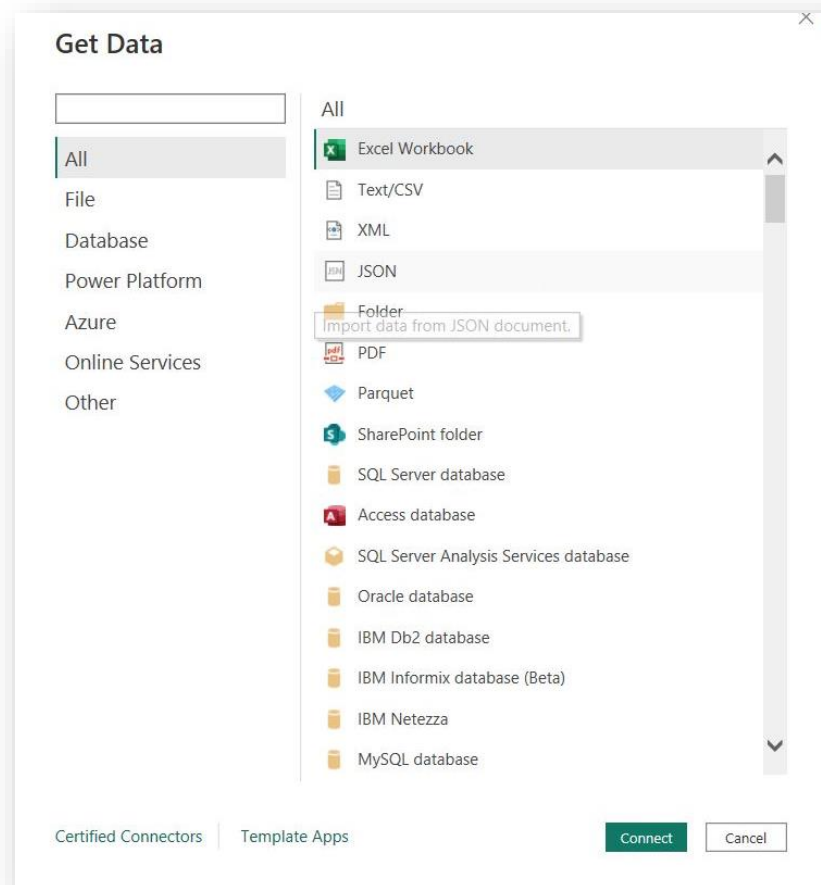 Get Data
All
File
Database
Power Platform
Azure
Online Services
Other
All
Excel Workbook
Text/CSV
XML
JSON
Folder
Import data from JSON document.
PDF
Parquet
SharePoint folder
SQL Server database
Access database
SQL Server Analysis Services database
Oracle database
IBM Db2 database
IBM Informix database (Beta)
IBM Netezza
MySQL database
Certified Connectors
Template Apps
Connect
Cancel